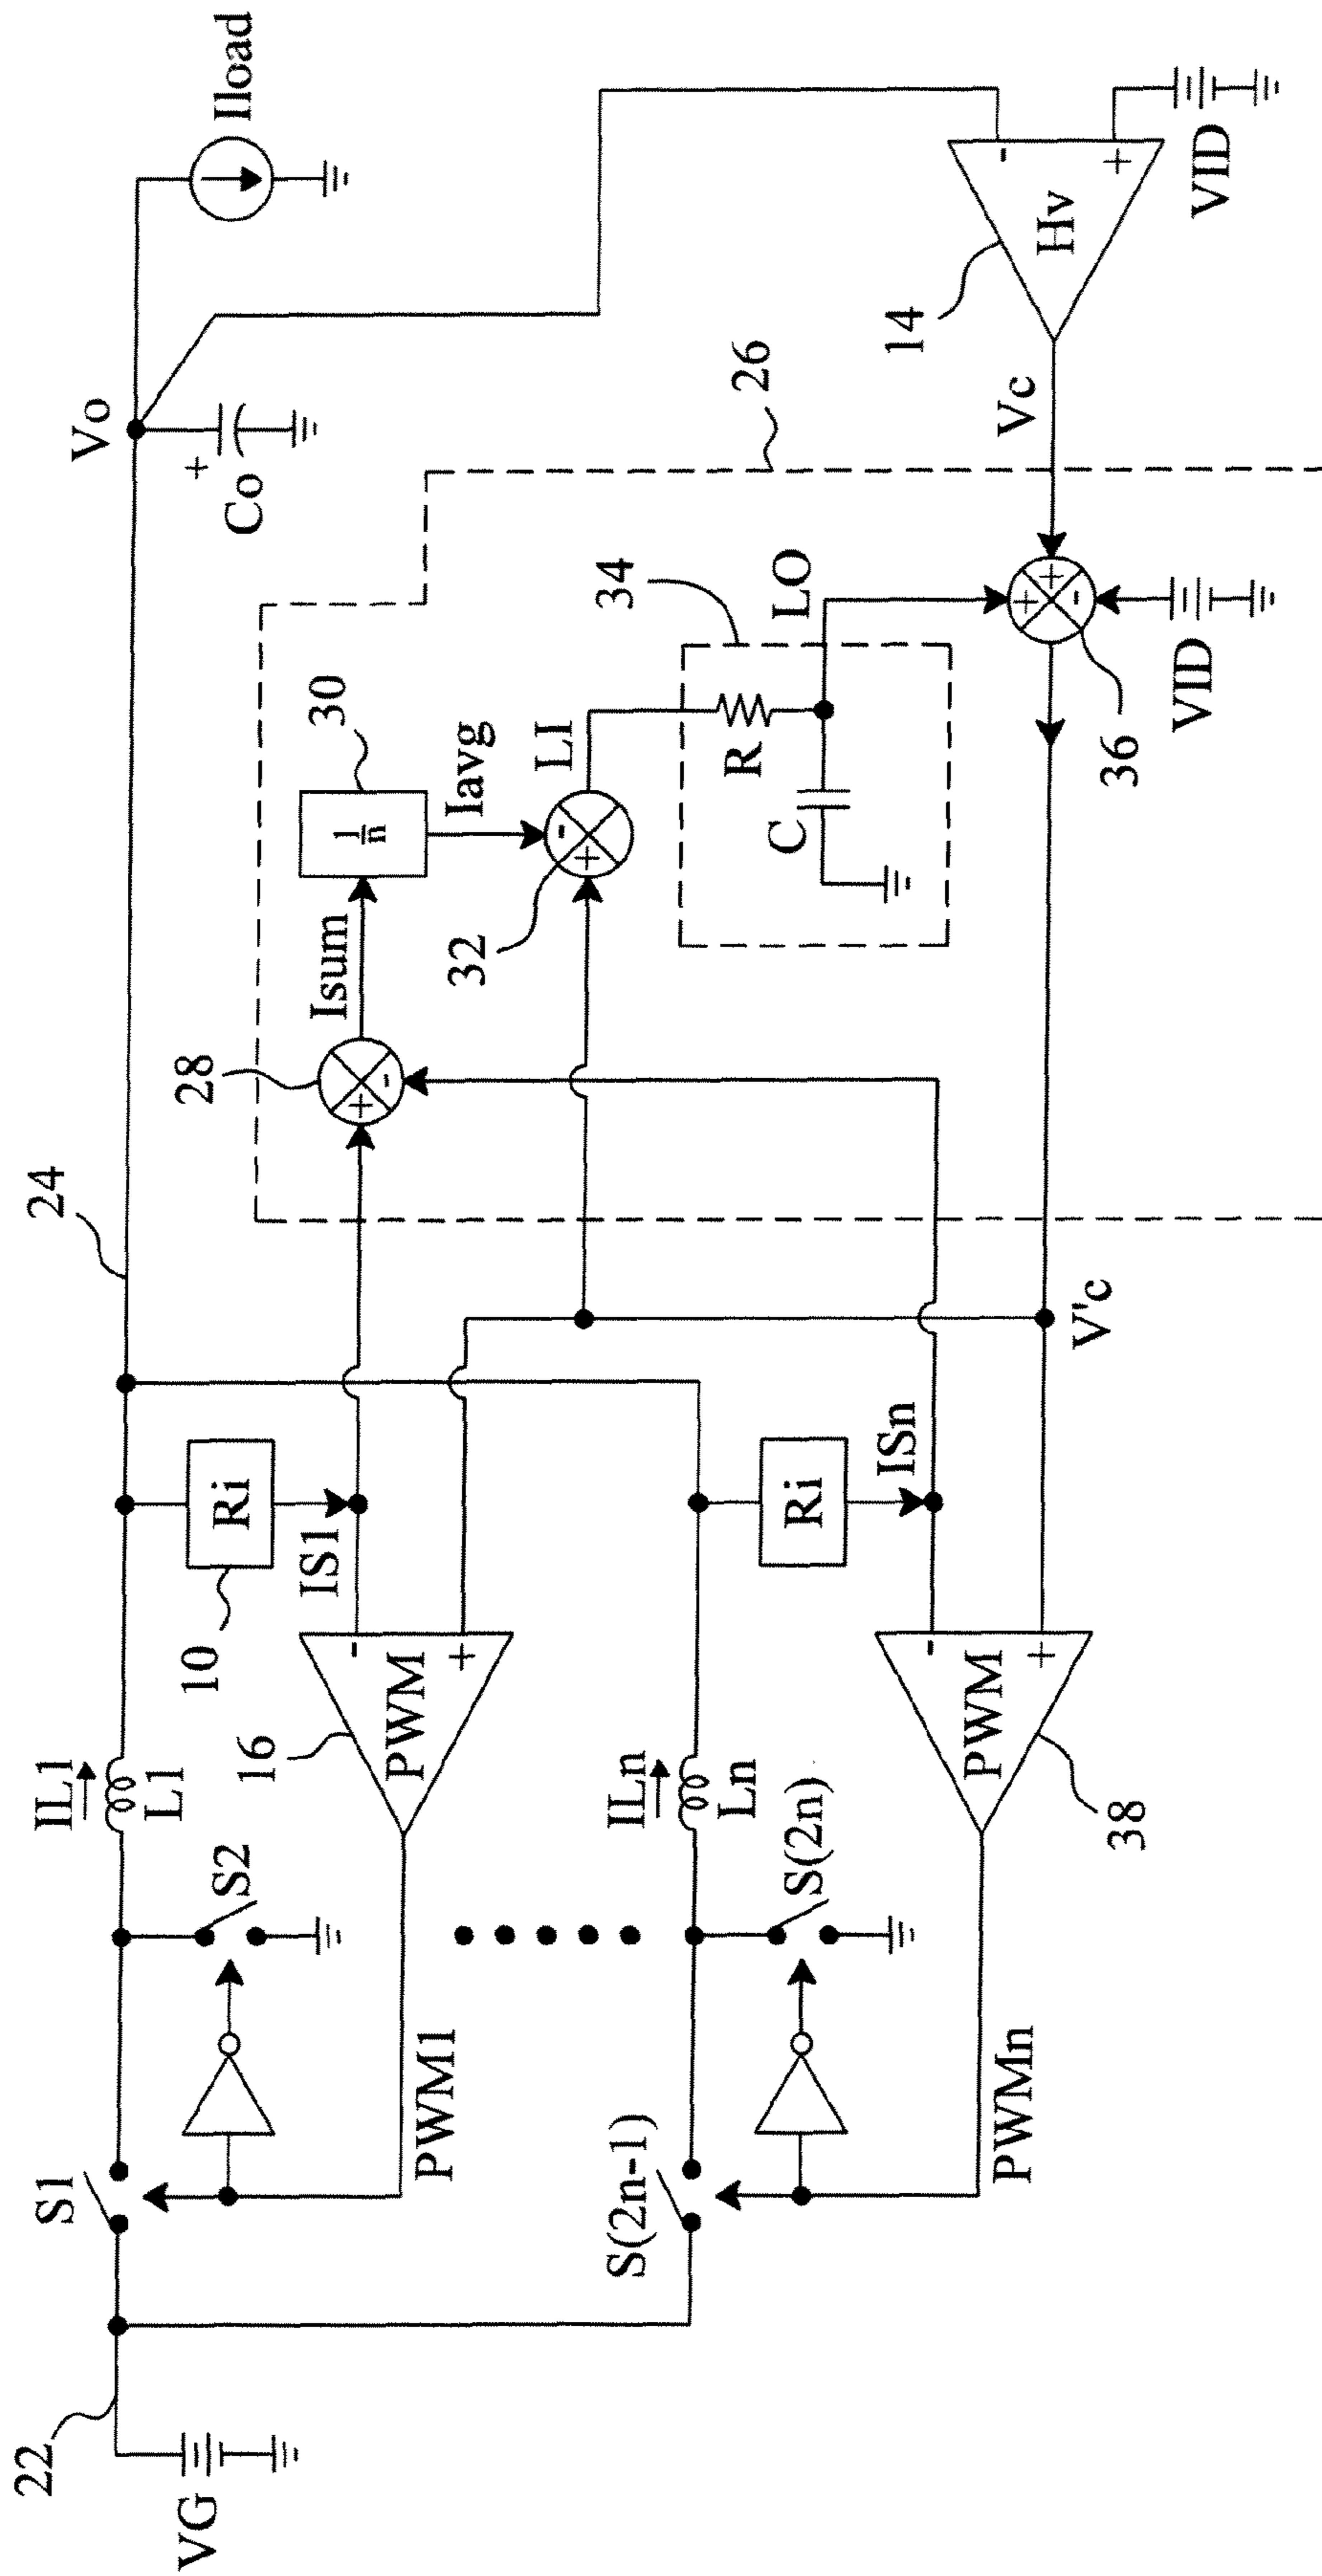 22
VG
S1
S2
IL1
L1
10
Ri
IS1
24
Vo
+
Co
Iload
PWM1
16
PWM
-
+
28
+
-
Isum
30
1/n
Iavg
-
+
32
LI
34
R
C
LO
26
S(2n-1)
S(2n)
ILn
Ln
Ri
ISn
PWMn
PWM
-
+
38
V'c
+
+
-
36
VID
Vc
14
Hv
-
+
VID